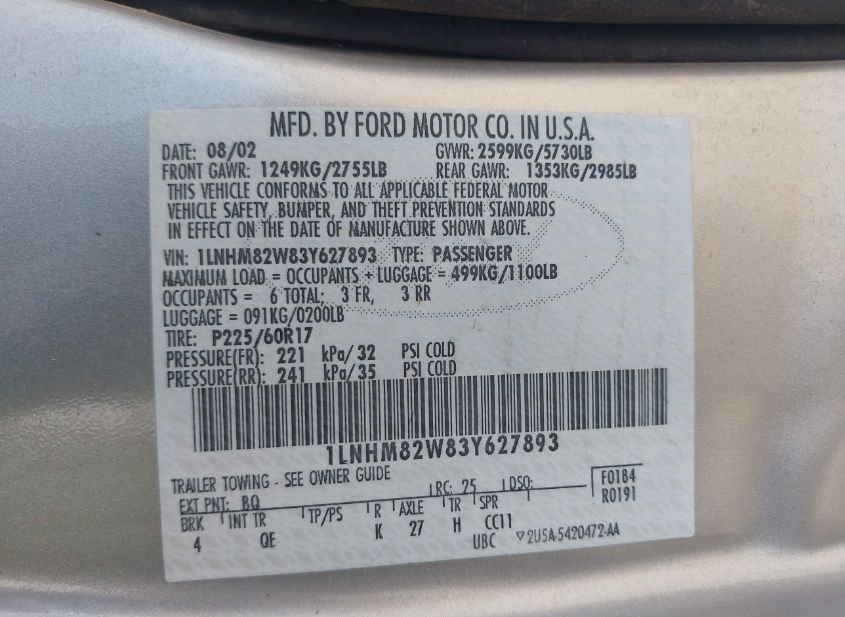 MFD. BY FORD MOTOR CO. IN U.S.A.
DATE: 08/02 GVWR: 2599KG/5730LB
FRONT GAWR: 1249KG/2755LB REAR GAWR: 1353KG/2985LB
THIS VEHICLE CONFORMS TO ALL APPLICABLE FEDERAL MOTOR
VEHICLE SAFETY, BUMPER, AND THEFT PREVENTION STANDARDS
IN EFFECT ON THE DATE OF MANUFACTURE SHOWN ABOVE.
VIN: 1LNHM82W83Y627893 TYPE: PASSENGER
MAXIMUM LOAD = OCCUPANTS + LUGGAGE = 499KG/1100LB
OCCUPANTS = 6 TOTAL; 3 FR, 3 RR
LUGGAGE = 091KG/0200LB
TIRE: P225/60R17
PRESSURE(FR): 221 kPa/32 PSI COLD
PRESSURE(RR): 241 kPa/35 PSI COLD
1LNHM82W83Y627893
TRAILER TOWING - SEE OWNER GUIDE
EXT PNT: BQ RC: 25 DSO: F0184
R0191
BRK INT TR TP/PS R AXLE TR SPR
4 QE K 27 H CC11
UBC ▽2USA-5420472-AA